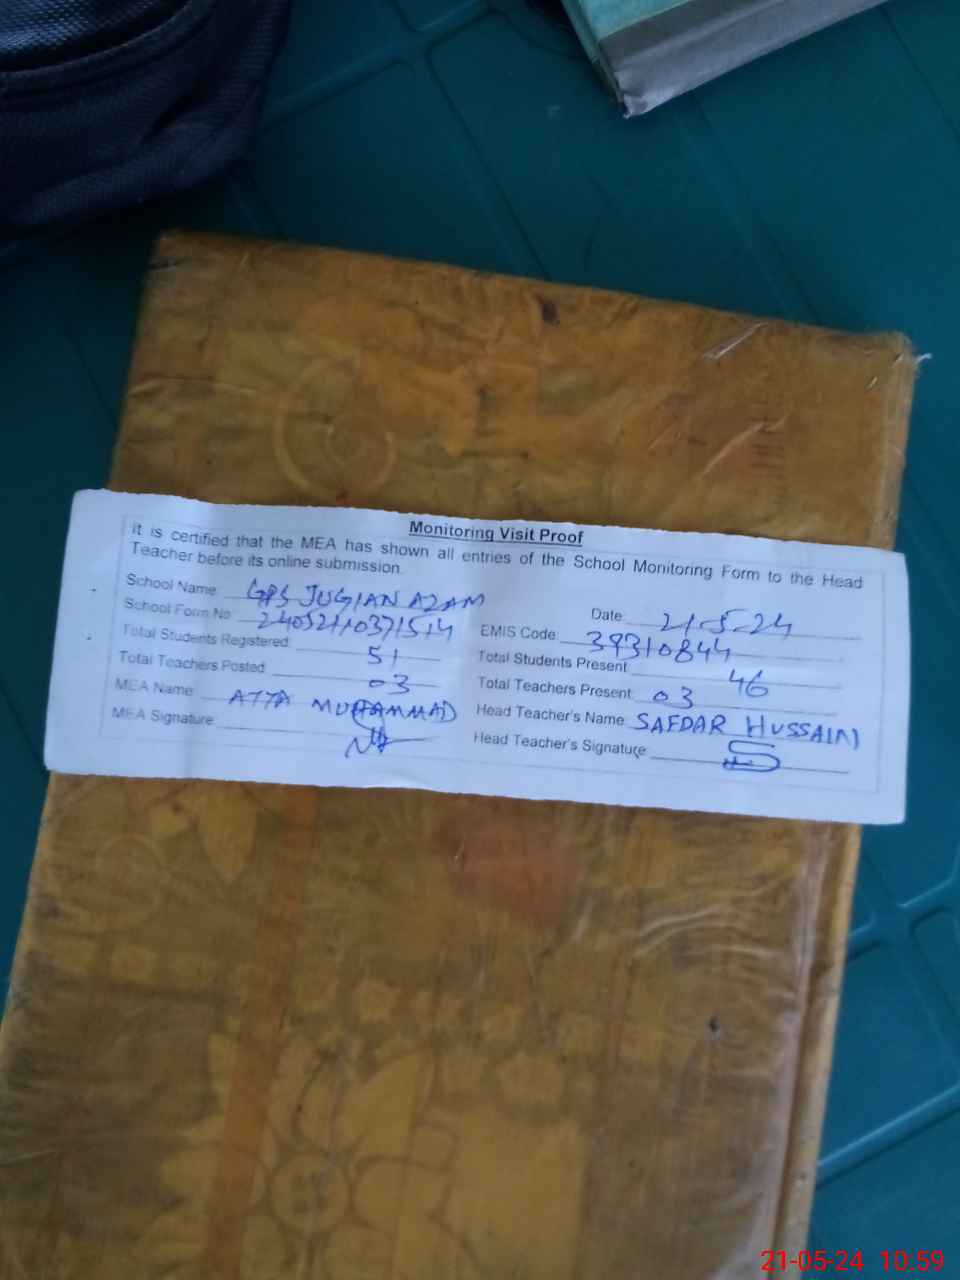 Monitoring Visit Proof
it is certified that the MEA has shown all entries of the School Monitoring Form to the Head
Teacher before its online submission.
School Name: GPS JUGIAN AZAM
Date: 21-5-24
School Form No: 24052110371514
EMIS Code: 39310844
Total Students Registered: 51
Total Students Present: 46
Total Teachers Posted: 03
Total Teachers Present: 03
MEA Name: ATTA MUHAMMAD
Head Teacher's Name: SAFDAR HUSSAIN
MEA Signature:
Head Teacher's Signature:
21-05-24 10:59